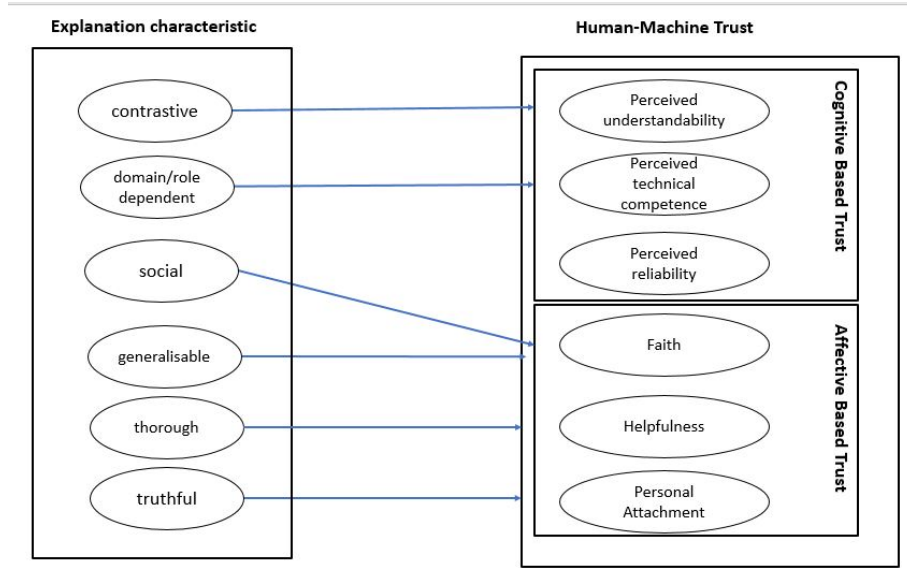 Explanation characteristic
Human-Machine Trust
contrastive
domain/role
dependent
social
generalisable
thorough
truthful
Perceived
understandability
Perceived
technical
competence
Perceived
reliability
Cognitive Based Trust
Faith
Helpfulness
Personal
Attachment
Affective Based Trust